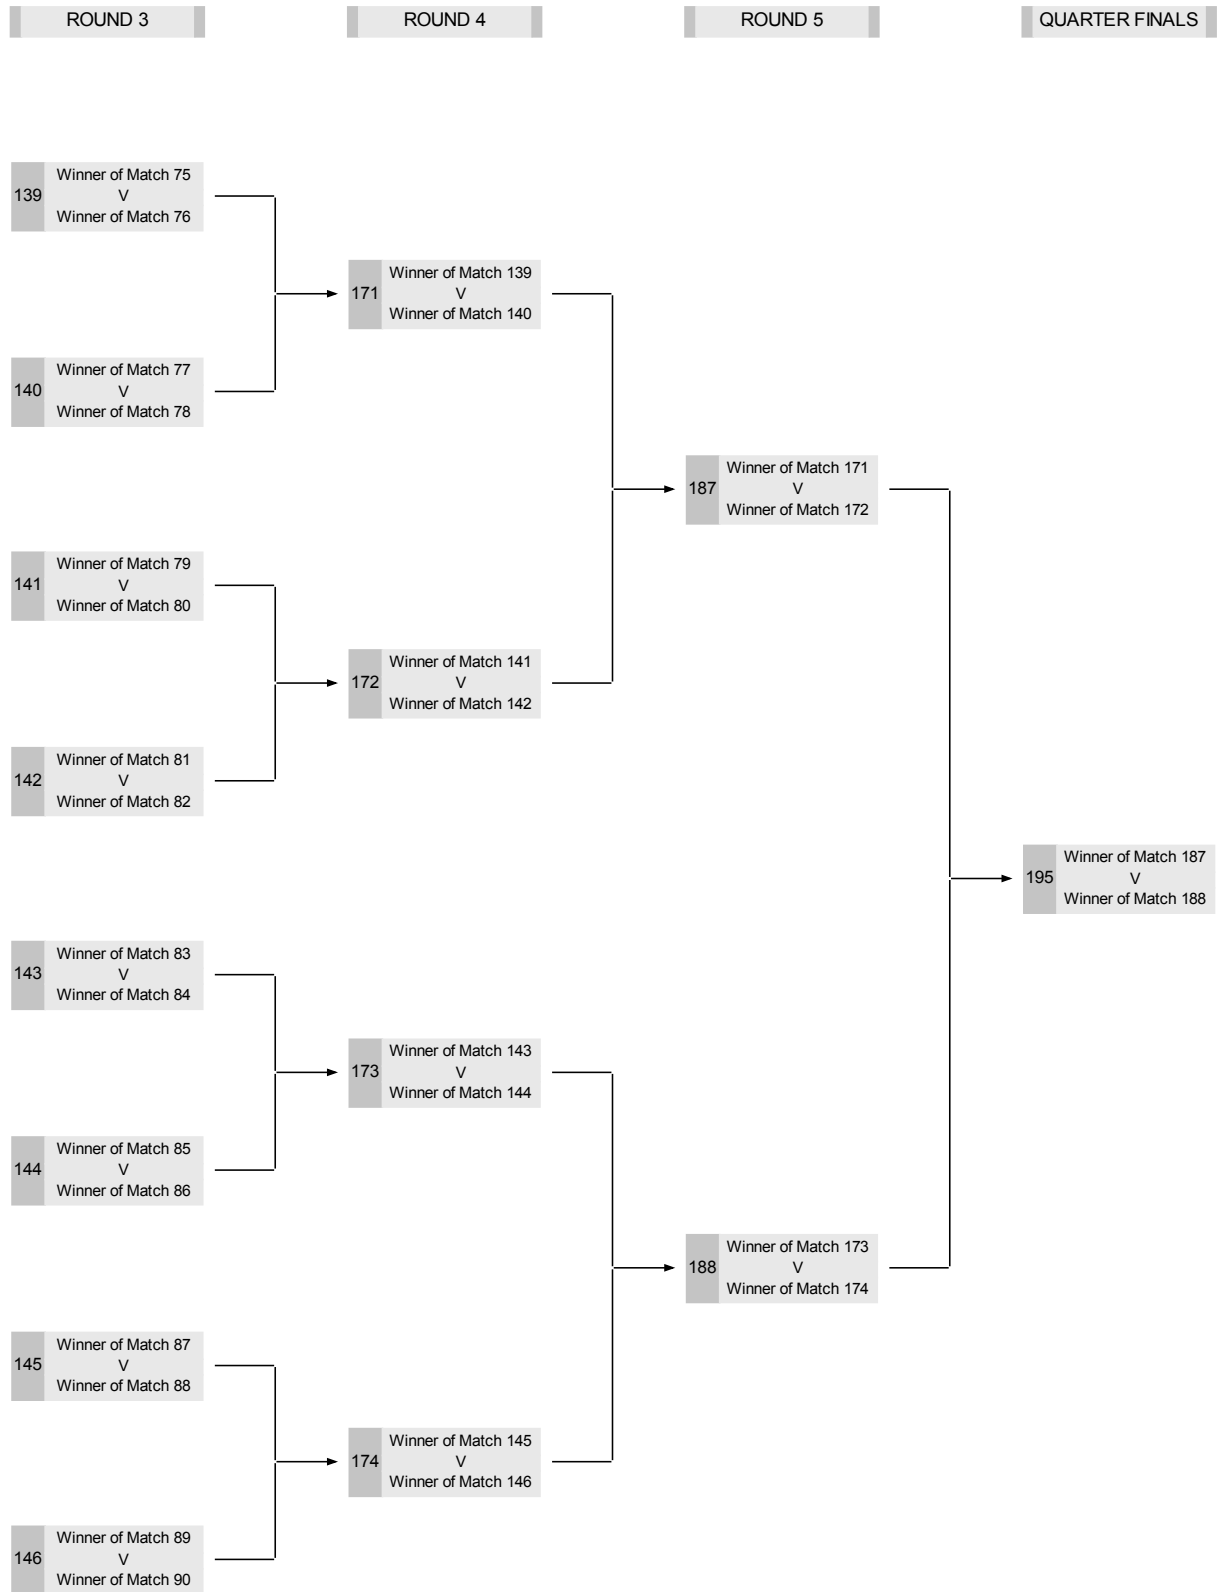 ROUND 3
ROUND 4
ROUND 5
QUARTER FINALS
139
Winner of Match 75
V
Winner of Match 76
140
Winner of Match 77
V
Winner of Match 78
141
Winner of Match 79
V
Winner of Match 80
142
Winner of Match 81
V
Winner of Match 82
143
Winner of Match 83
V
Winner of Match 84
144
Winner of Match 85
V
Winner of Match 86
145
Winner of Match 87
V
Winner of Match 88
146
Winner of Match 89
V
Winner of Match 90
171
Winner of Match 139
V
Winner of Match 140
172
Winner of Match 141
V
Winner of Match 142
173
Winner of Match 143
V
Winner of Match 144
174
Winner of Match 145
V
Winner of Match 146
187
Winner of Match 171
V
Winner of Match 172
188
Winner of Match 173
V
Winner of Match 174
195
Winner of Match 187
V
Winner of Match 188